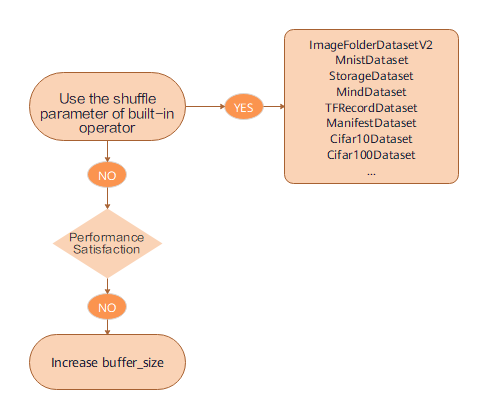 Use the shuffle
parameter of built-in
operator
YES
ImageFolderDatasetV2
MnistDataset
StorageDataset
MindDataset
TFRecordDataset
ManifestDataset
Cifar10Dataset
Cifar100Dataset
...
NO
Performance
Satisfaction
NO
Increase buffer_size